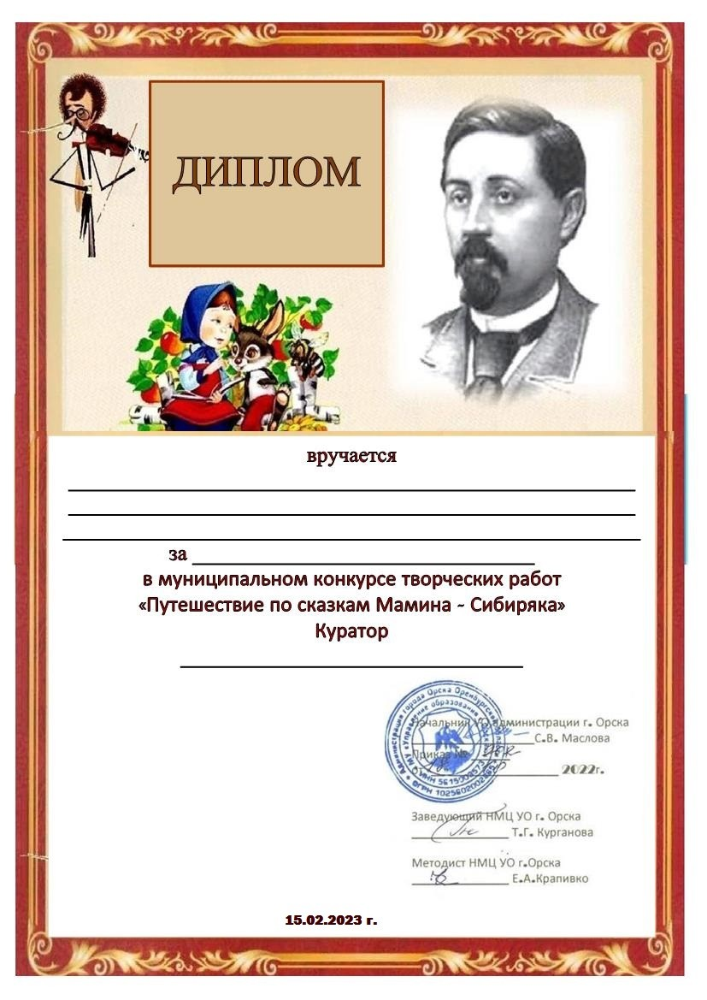 ДИПЛОМ
вручается
за
в муниципальном конкурсе творческих работ
«Путешествие по сказкам Мамина - Сибиряка»
Куратор
Начальник УО администрации г. Орска
С.В. Маслова
Приказ №
2022г.
Заведующий НМЦ УО г. Орска
Т.Г. Курганова
Методист НМЦ УО г.Орска
Е.А.Крапивко
15.02.2023 г.